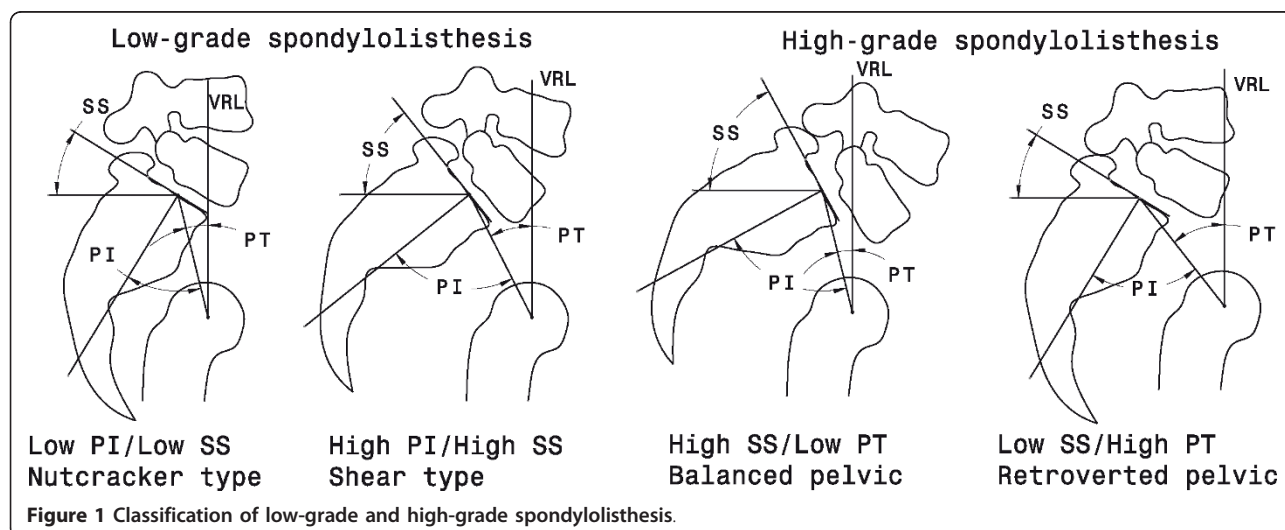 Low-grade spondylolisthesis
High-grade spondylolisthesis
VRL
SS
PI
PT
VRL
SS
PT
PI
VRL
SS
PT
PI
VRL
SS
PT
PI
Low PI/Low SS
Nutcracker type
High PI/High SS
Shear type
High SS/Low PT
Balanced pelvic
Low SS/High PT
Retroverted pelvic
Figure 1 Classification of low-grade and high-grade spondylolisthesis.